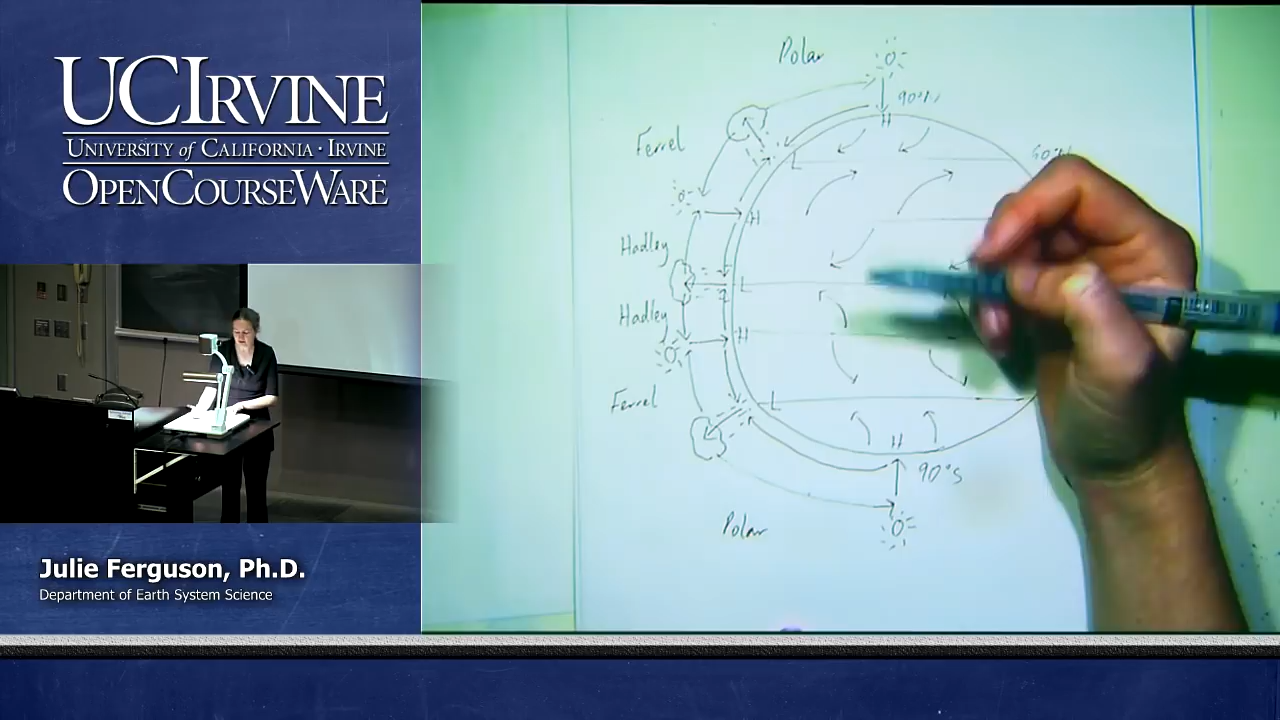 UCIRVINE
UNIVERSITY of CALIFORNIA · IRVINE
OPENCOURSEWARE
Julie Ferguson, Ph.D.
Department of Earth System Science
Polar
90°N
H
Ferrel
L
H
Hadley
L
Hadley
H
Ferrel
L
H
90°S
Polar